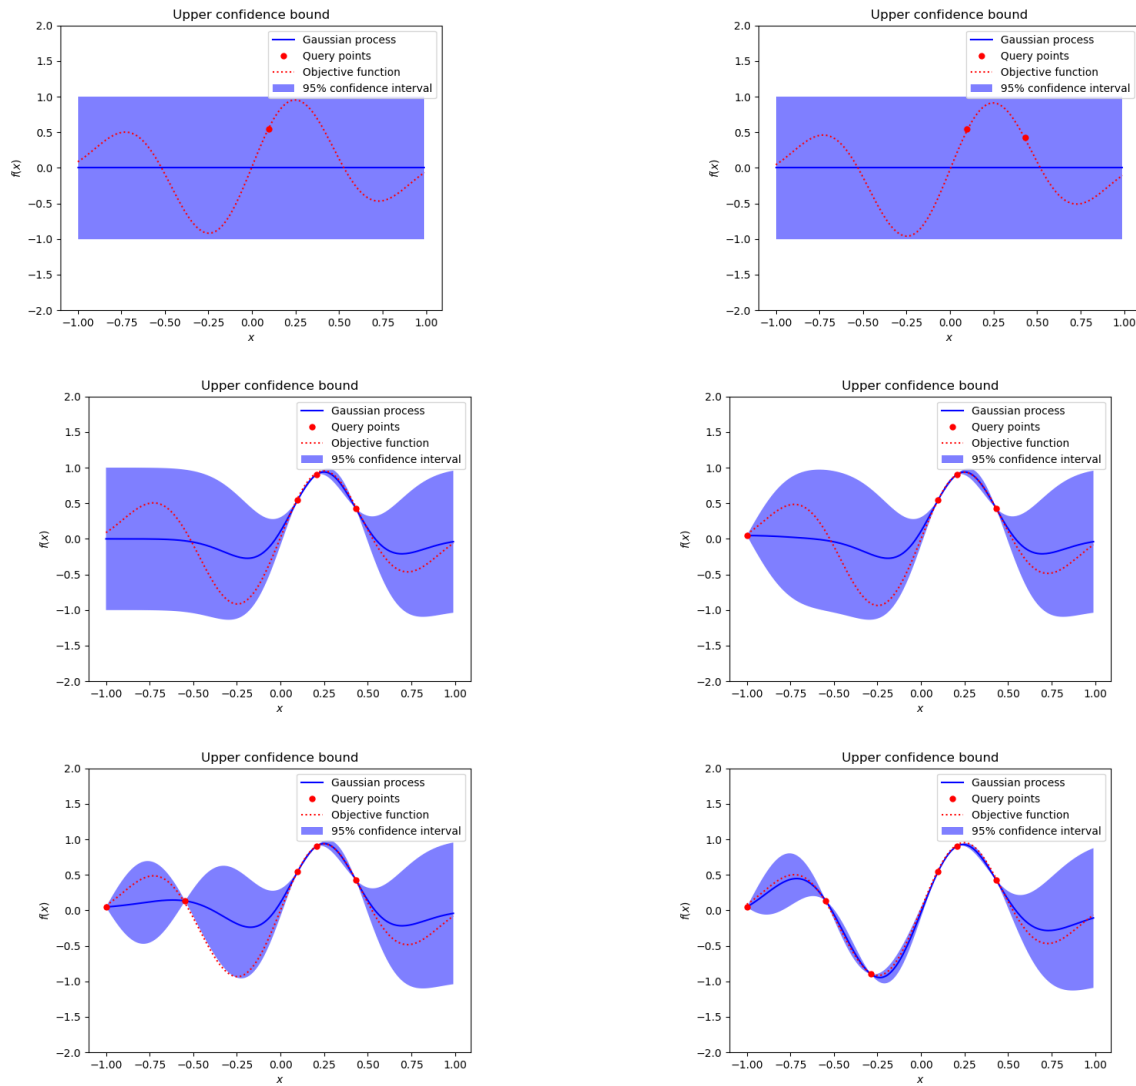 Upper confidence bound
2.0
1.5
1.0
0.5
0.0
−0.5
−1.0
−1.5
−2.0
f(x)
Gaussian process
Query points
Objective function
95% confidence interval
−1.00 −0.75 −0.50 −0.25 0.00 0.25 0.50 0.75 1.00
x
Upper confidence bound
2.0
1.5
1.0
0.5
0.0
−0.5
−1.0
−1.5
−2.0
f(x)
Gaussian process
Query points
Objective function
95% confidence interval
−1.00 −0.75 −0.50 −0.25 0.00 0.25 0.50 0.75 1.00
x
Upper confidence bound
2.0
1.5
1.0
0.5
0.0
−0.5
−1.0
−1.5
−2.0
f(x)
Gaussian process
Query points
Objective function
95% confidence interval
−1.00 −0.75 −0.50 −0.25 0.00 0.25 0.50 0.75 1.00
x
Upper confidence bound
2.0
1.5
1.0
0.5
0.0
−0.5
−1.0
−1.5
−2.0
f(x)
Gaussian process
Query points
Objective function
95% confidence interval
−1.00 −0.75 −0.50 −0.25 0.00 0.25 0.50 0.75 1.00
x
Upper confidence bound
2.0
1.5
1.0
0.5
0.0
−0.5
−1.0
−1.5
−2.0
f(x)
Gaussian process
Query points
Objective function
95% confidence interval
−1.00 −0.75 −0.50 −0.25 0.00 0.25 0.50 0.75 1.00
x
Upper confidence bound
2.0
1.5
1.0
0.5
0.0
−0.5
−1.0
−1.5
−2.0
f(x)
Gaussian process
Query points
Objective function
95% confidence interval
−1.00 −0.75 −0.50 −0.25 0.00 0.25 0.50 0.75 1.00
x